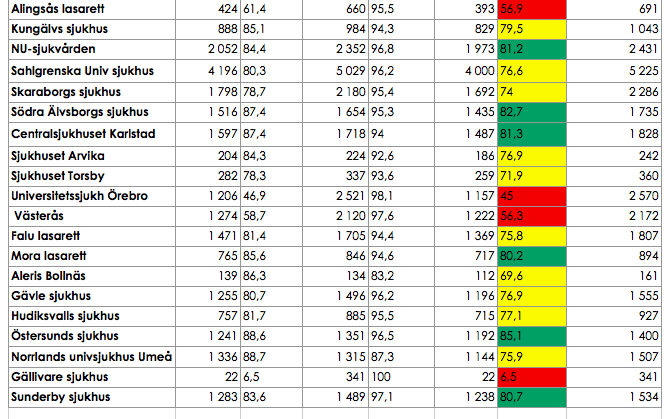 Alingsås lasarett 424 61,4 660 95,5 393 56,9 691
Kungälvs sjukhus 888 85,1 984 94,3 829 79,5 1 043
NU-sjukvården 2 052 84,4 2 352 96,8 1 973 81,2 2 431
Sahlgrenska Univ sjukhus 4 196 80,3 5 029 96,2 4 000 76,6 5 225
Skaraborgs sjukhus 1 798 78,7 2 180 95,4 1 692 74 2 286
Södra Älvsborgs sjukhus 1 516 87,4 1 654 95,3 1 435 82,7 1 735
Centralsjukhuset Karlstad 1 597 87,4 1 718 94 1 487 81,3 1 828
Sjukhuset Arvika 204 84,3 224 92,6 186 76,9 242
Sjukhuset Torsby 282 78,3 337 93,6 259 71,9 360
Universitetssjukh Örebro 1 206 46,9 2 521 98,1 1 157 45 2 570
Västerås 1 274 58,7 2 120 97,6 1 222 56,3 2 172
Falu lasarett 1 471 81,4 1 705 94,4 1 369 75,8 1 807
Mora lasarett 765 85,6 846 94,6 717 80,2 894
Aleris Bollnäs 139 86,3 134 83,2 112 69,6 161
Gävle sjukhus 1 255 80,7 1 496 96,2 1 196 76,9 1 555
Hudiksvalls sjukhus 757 81,7 885 95,5 715 77,1 927
Östersunds sjukhus 1 241 88,6 1 351 96,5 1 192 85,1 1 400
Norrlands univsjukhus Umeå 1 336 88,7 1 315 87,3 1 144 75,9 1 507
Gällivare sjukhus 22 6,5 341 100 22 6,5 341
Sunderby sjukhus 1 283 83,6 1 489 97,1 1 238 80,7 1 534